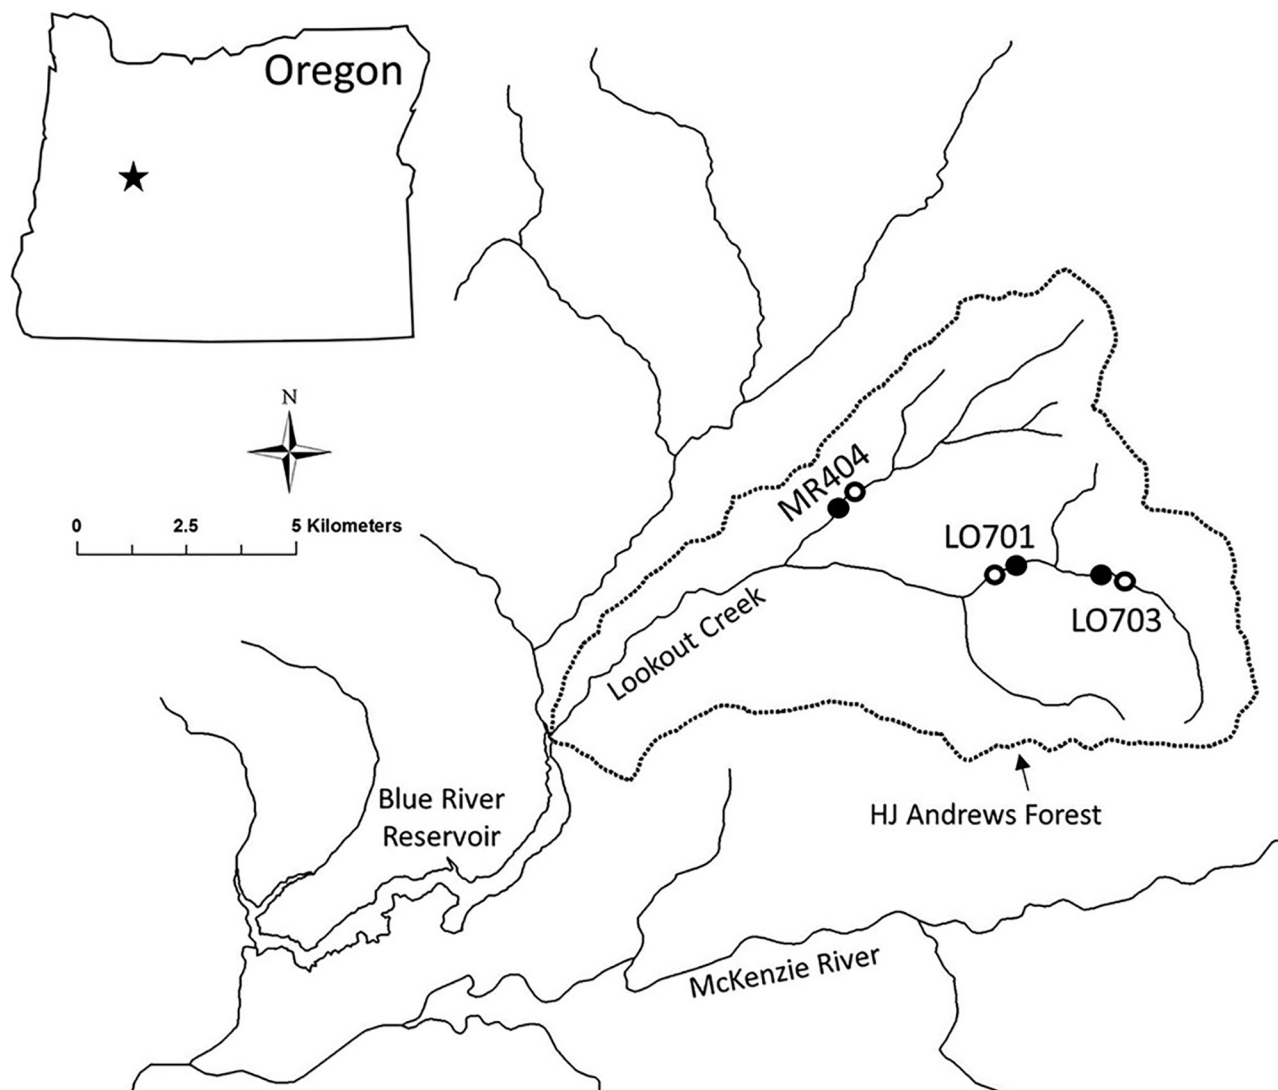 Oregon
N
0 2.5 5 Kilometers
MR404
LO701
LO703
Lookout Creek
Blue River
Reservoir
HJ Andrews Forest
McKenzie River